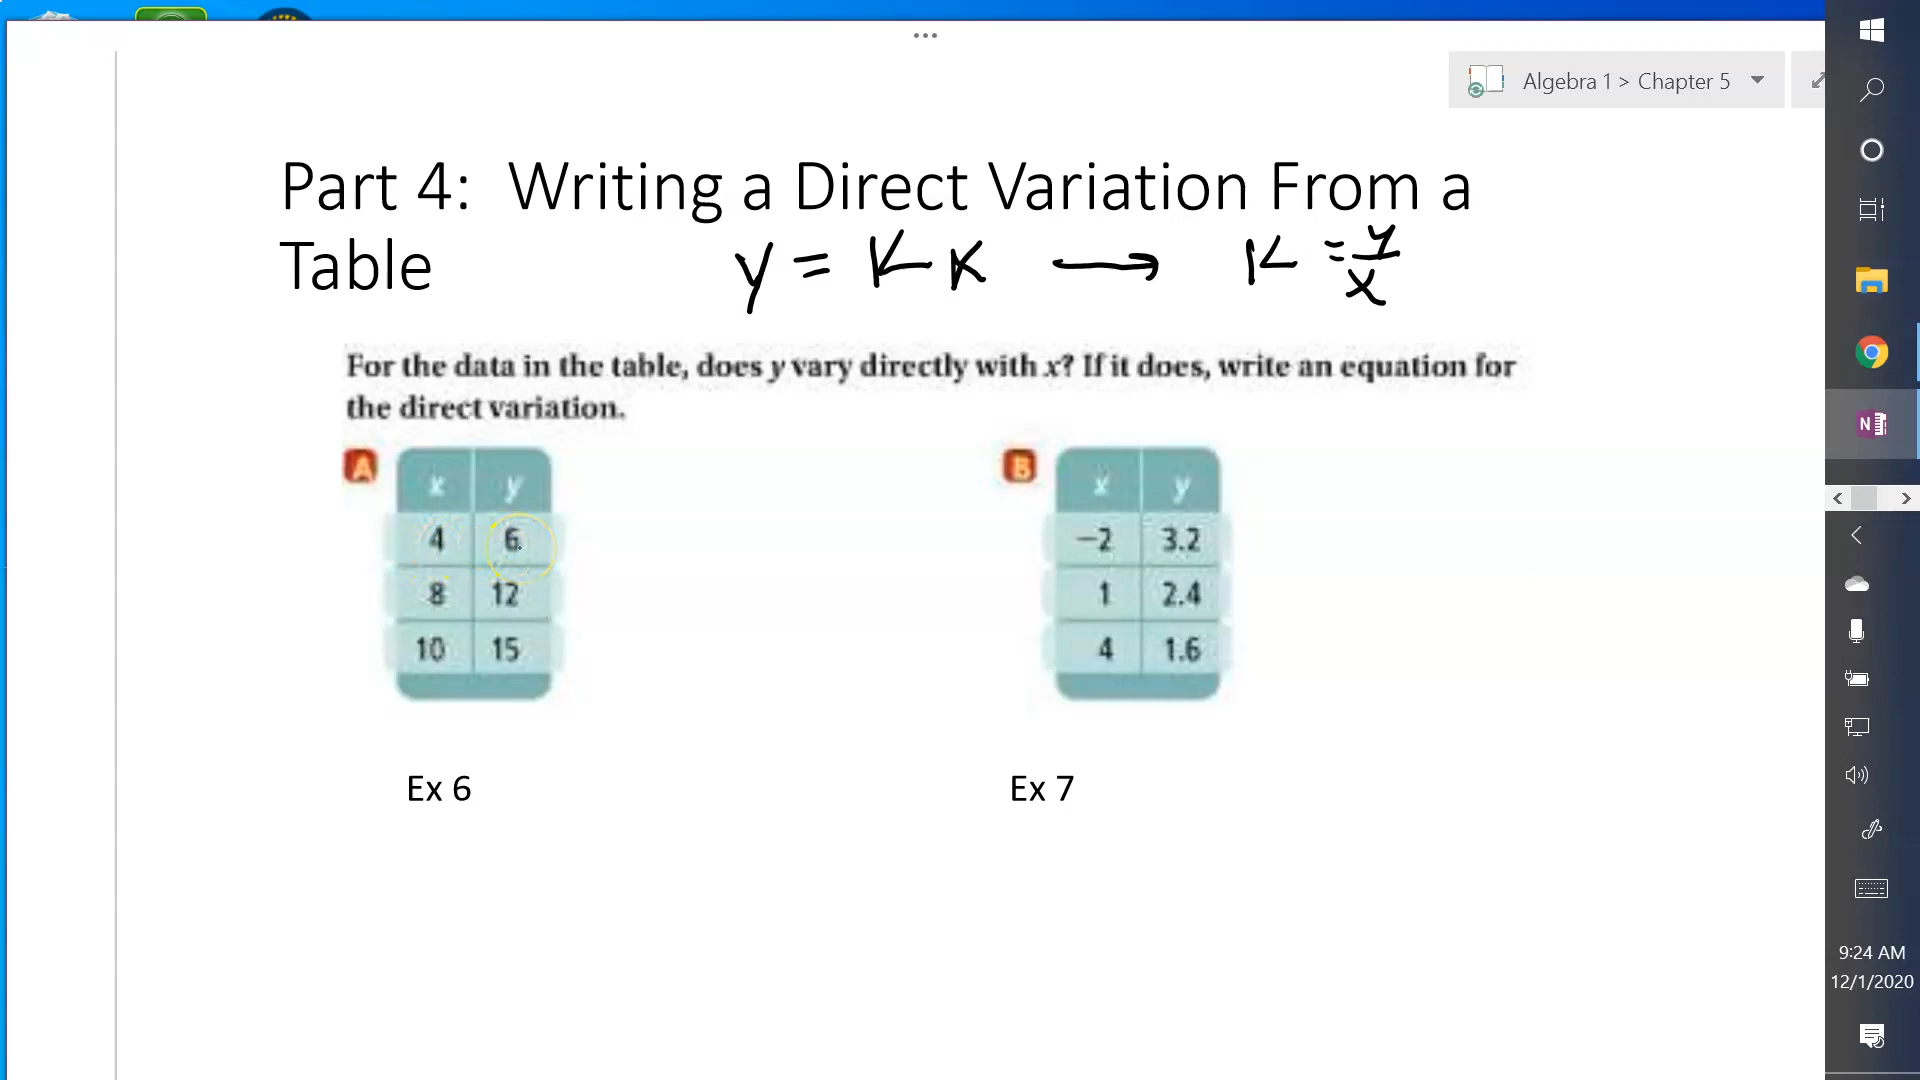 Algebra 1 > Chapter 5
Part 4: Writing a Direct Variation From a
Table
y = K x → K = y/x
For the data in the table, does y vary directly with x? If it does, write an equation for
the direct variation.
A
x y
4 6
8 12
10 15
B
x y
−2 3.2
1 2.4
4 1.6
Ex 6
Ex 7
N
9:24 AM
12/1/2020